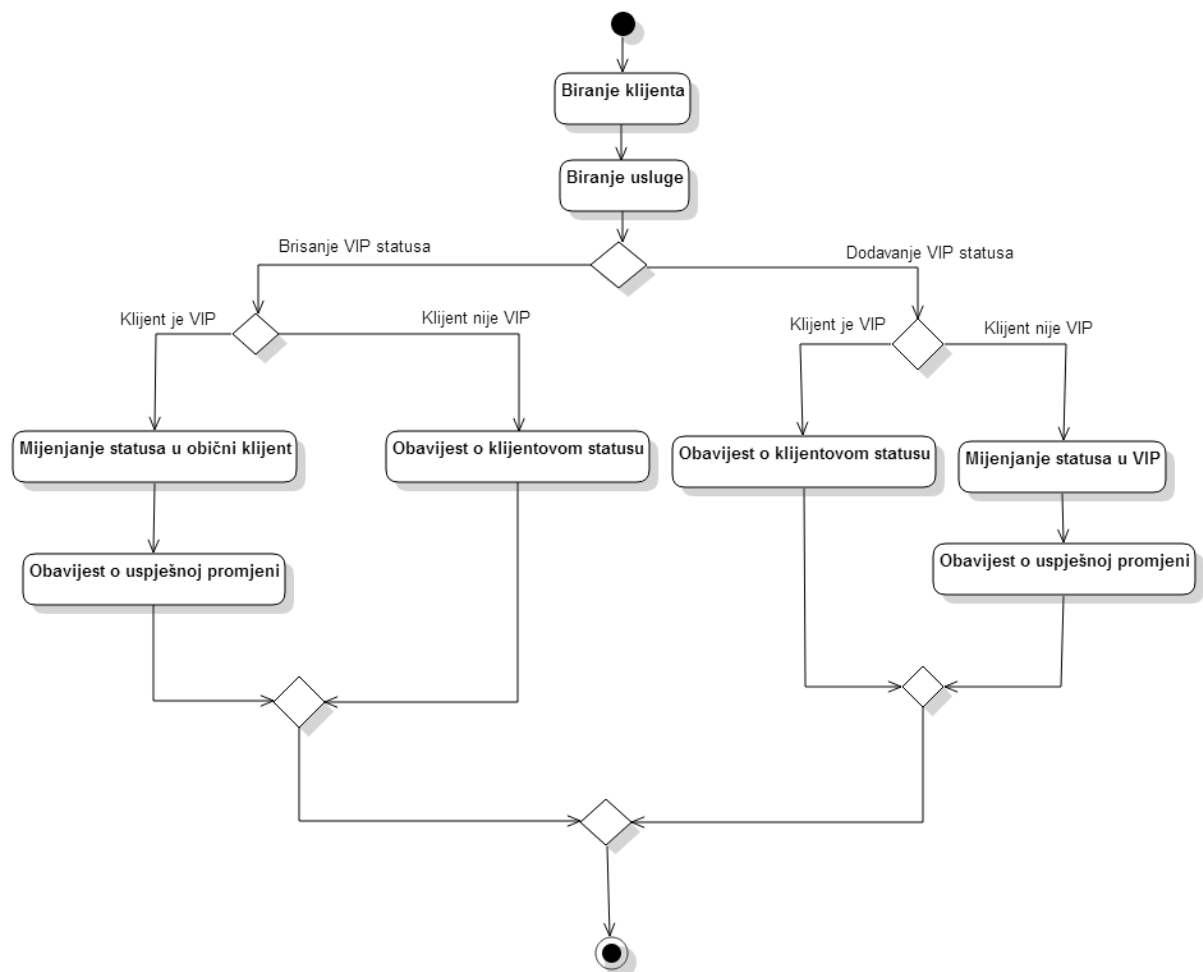 Biranje klijenta
Biranje usluge
Brisanje VIP statusa
Dodavanje VIP statusa
Klijent je VIP
Klijent nije VIP
Klijent je VIP
Klijent nije VIP
Mijenjanje statusa u obični klijent
Obavijest o klijentovom statusu
Obavijest o klijentovom statusu
Mijenjanje statusa u VIP
Obavijest o uspješnoj promjeni
Obavijest o uspješnoj promjeni